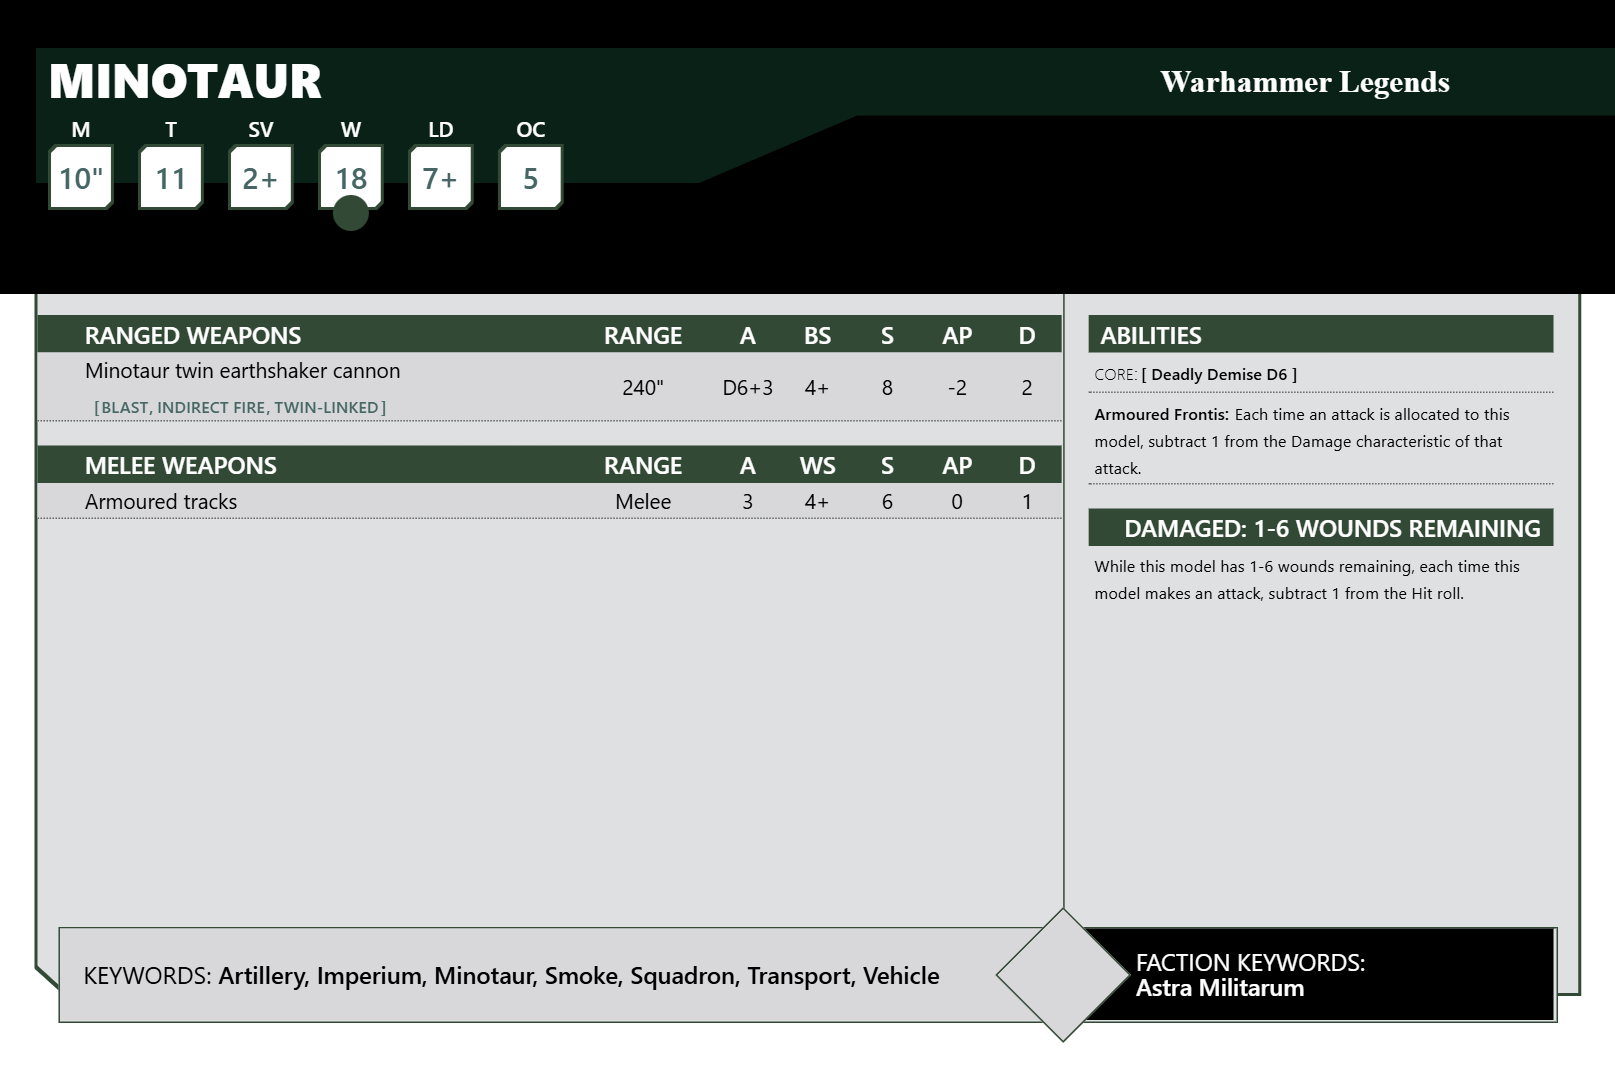 MINOTAUR
Warhammer Legends
M T SV W LD OC
10" 11 2+ 18 7+ 5
RANGED WEAPONS RANGE A BS S AP D
Minotaur twin earthshaker cannon
[BLAST, INDIRECT FIRE, TWIN-LINKED]
240" D6+3 4+ 8 -2 2
MELEE WEAPONS RANGE A WS S AP D
Armoured tracks Melee 3 4+ 6 0 1
ABILITIES
CORE: [ Deadly Demise D6 ]
Armoured Frontis: Each time an attack is allocated to this
model, subtract 1 from the Damage characteristic of that
attack.
DAMAGED: 1-6 WOUNDS REMAINING
While this model has 1-6 wounds remaining, each time this
model makes an attack, subtract 1 from the Hit roll.
KEYWORDS: Artillery, Imperium, Minotaur, Smoke, Squadron, Transport, Vehicle
FACTION KEYWORDS:
Astra Militarum